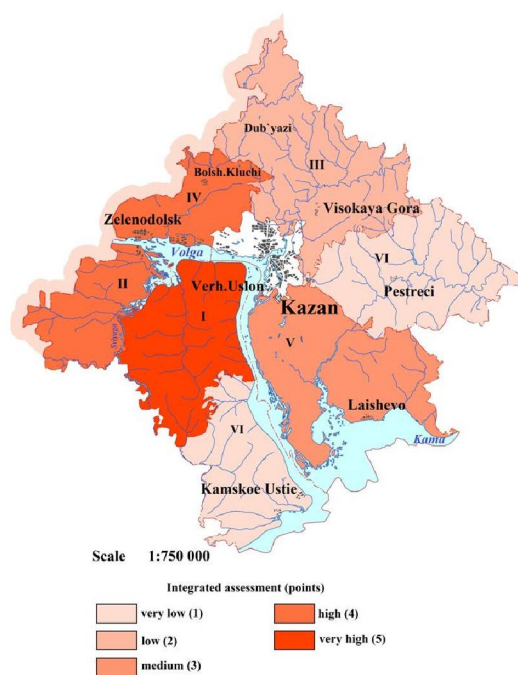 Dub`yazi
III
Bolsh.Kluchi
IV
Visokaya Gora
Zelenodolsk
Volga
VI
II
Verh.Uslon
Pestreci
I
Kazan
Sviyaga
V
Laishevo
VI
Kama
Kamskoe Ustie
Scale 1:750 000
Integrated assessment (points)
very low (1)
high (4)
low (2)
very high (5)
medium (3)